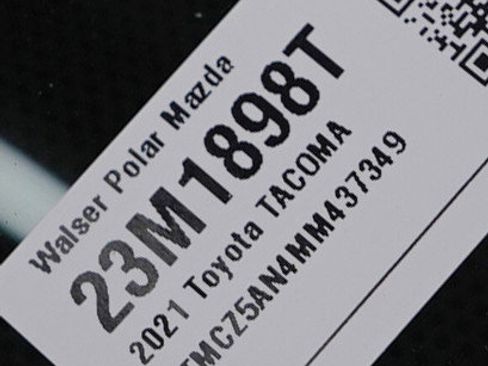 Walser Polar Mazda
23M1898T
2021 Toyota TACOMA
TMCZ5AN4MM437349